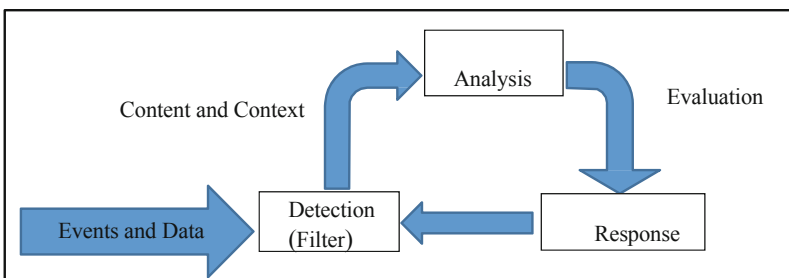 Analysis
Evaluation
Content and Context
Detection
(Filter)
Events and Data
Response